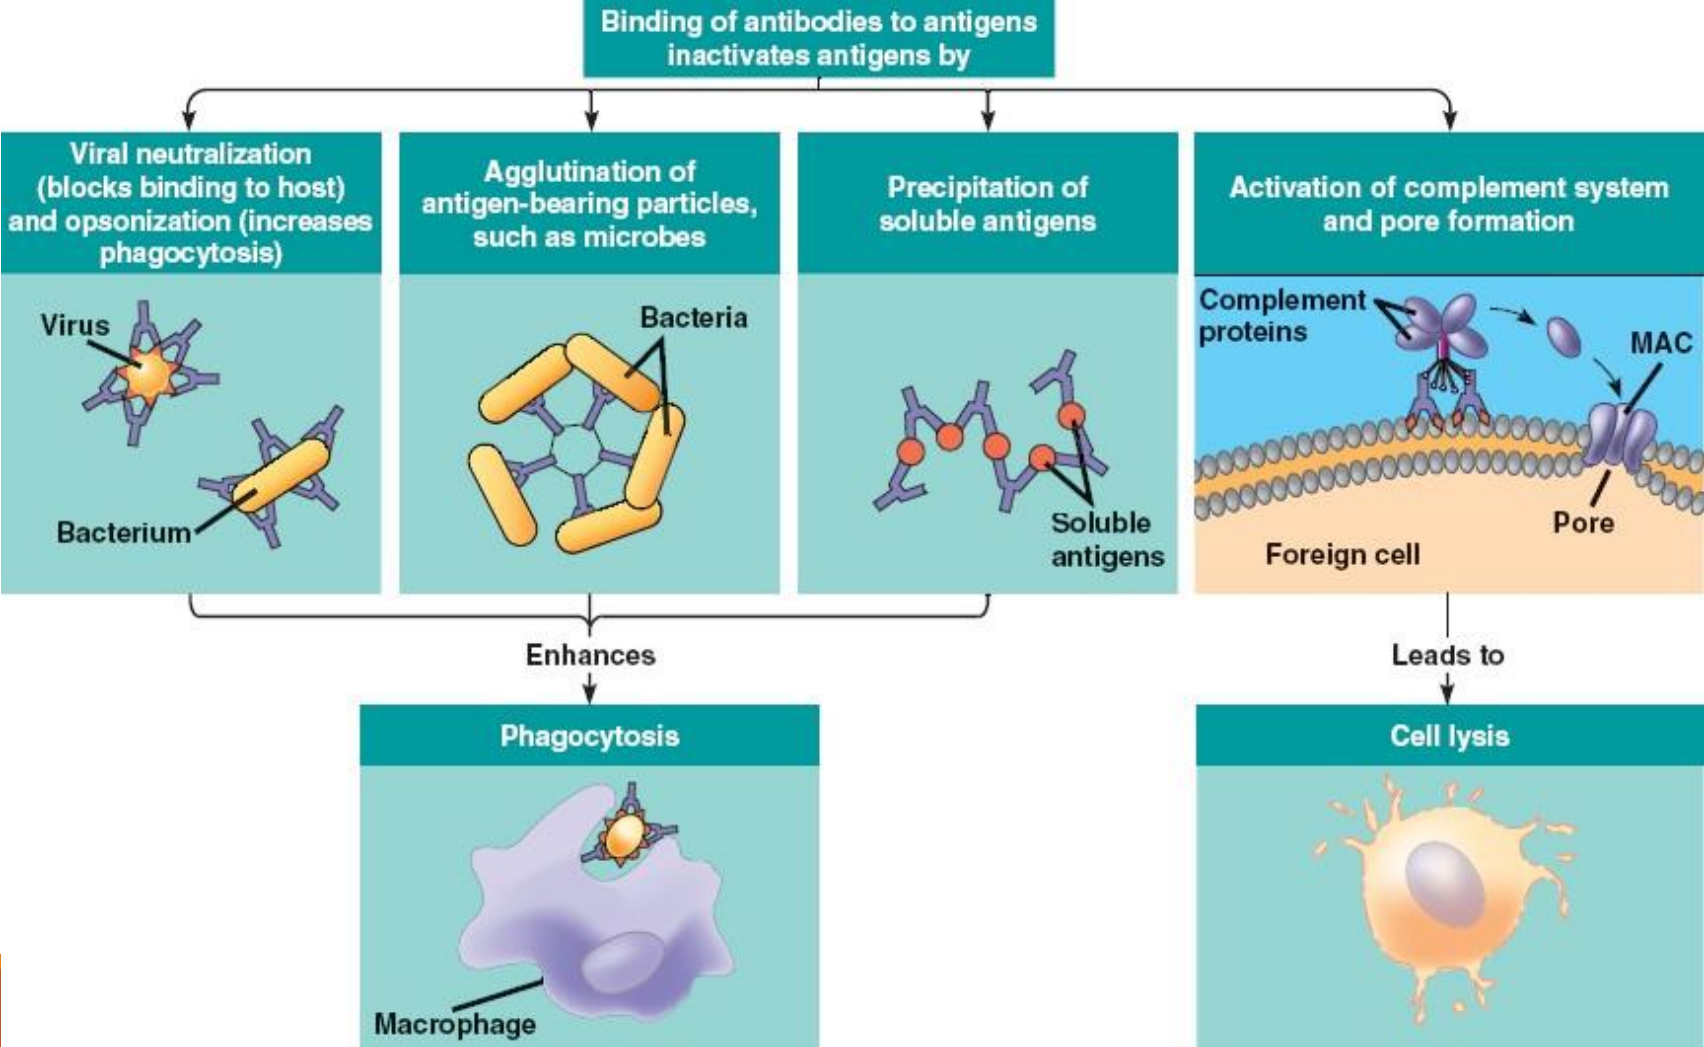 Binding of antibodies to antigens
inactivates antigens by
Viral neutralization
(blocks binding to host)
and opsonization (increases
phagocytosis)
Agglutination of
antigen-bearing particles,
such as microbes
Precipitation of
soluble antigens
Activation of complement system
and pore formation
Virus
Bacterium
Bacteria
Soluble
antigens
Complement
proteins
MAC
Pore
Foreign cell
Enhances
Leads to
Phagocytosis
Macrophage
Cell lysis